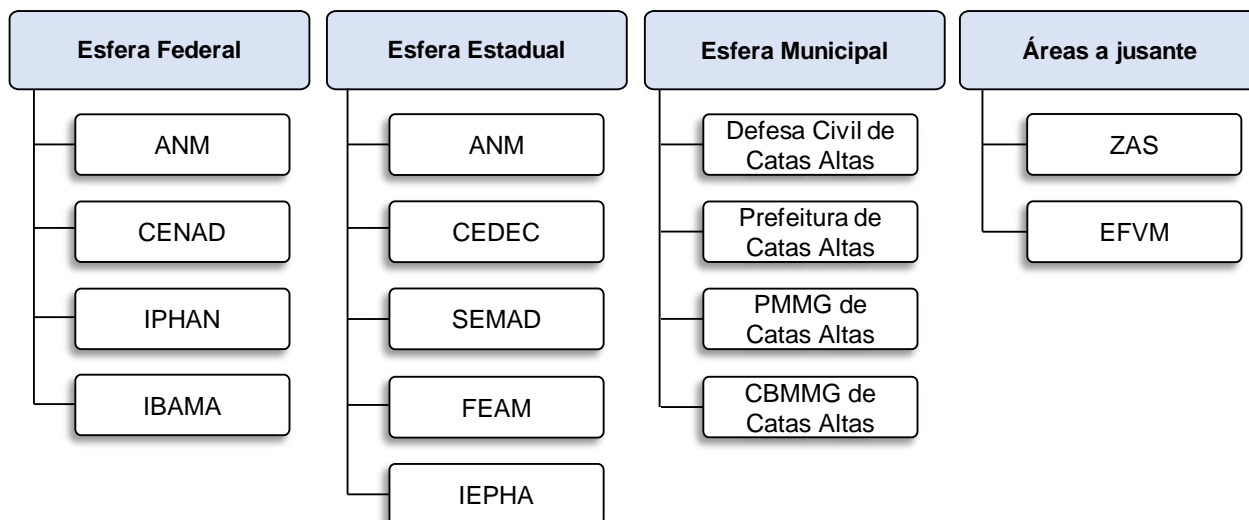 Esfera Federal
ANM
CENAD
IPHAN
IBAMA
Esfera Estadual
ANM
CEDEC
SEMAD
FEAM
IEPHA
Esfera Municipal
Defesa Civil de
Catas Altas
Prefeitura de
Catas Altas
PMMG de
Catas Altas
CBMMG de
Catas Altas
Áreas a jusante
ZAS
EFVM